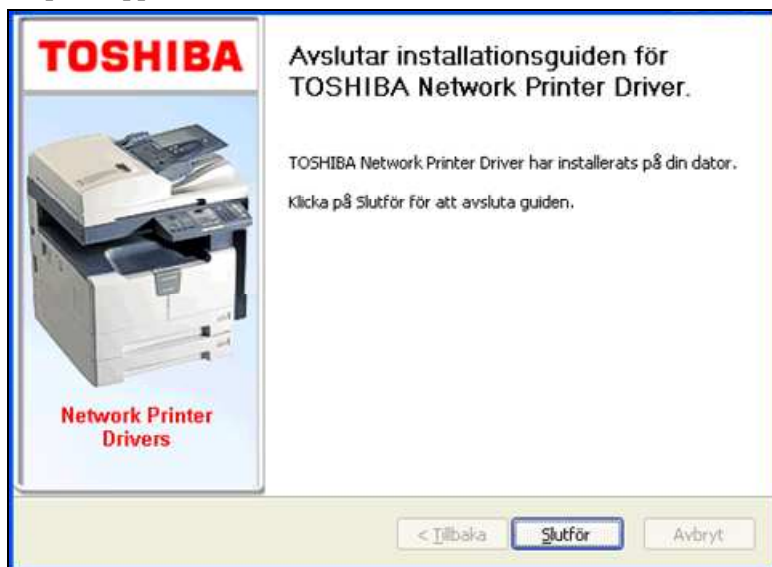 TOSHIBA
Network Printer
Drivers
Avslutar installationsguiden för
TOSHIBA Network Printer Driver.
TOSHIBA Network Printer Driver har installerats på din dator.
Klicka på Slutför för att avsluta guiden.
< Tillbaka
Slutför
Avbryt